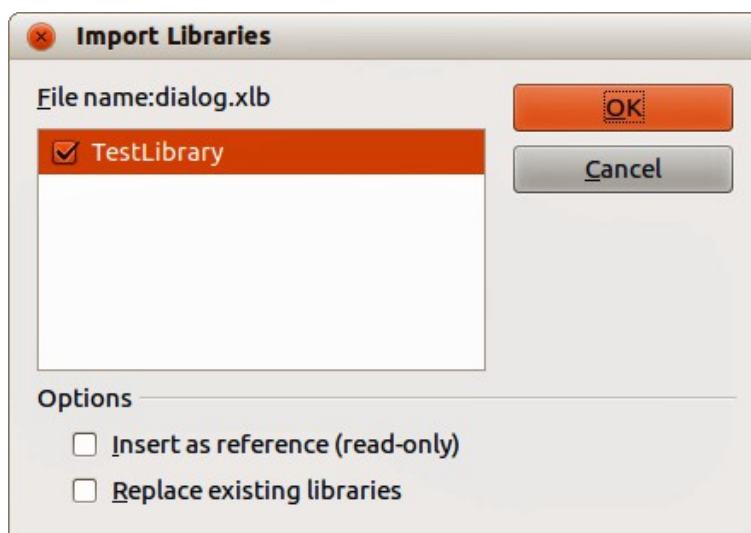 Import Libraries
File name:dialog.xlb
OK
TestLibrary
Cancel
Options
Insert as reference (read-only)
Replace existing libraries